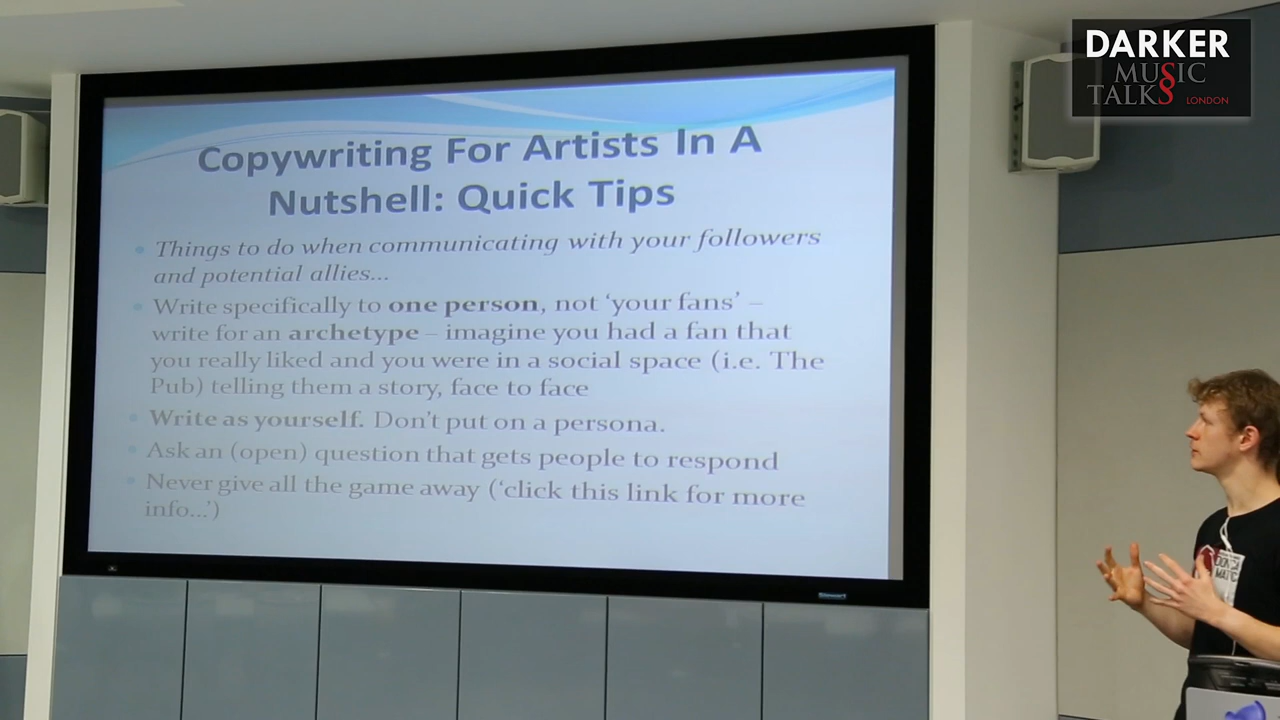 DARKER
MUSIC
TALKS LONDON
Copywriting For Artists In A
Nutshell: Quick Tips
Things to do when communicating with your followers
and potential allies...
Write specifically to one person, not ‘your fans’ –
write for an archetype – imagine you had a fan that
you really liked and you were in a social space (i.e. The
Pub) telling them a story, face to face
Write as yourself. Don’t put on a persona.
Ask an (open) question that gets people to respond
Never give all the game away (‘click this link for more
info...’)